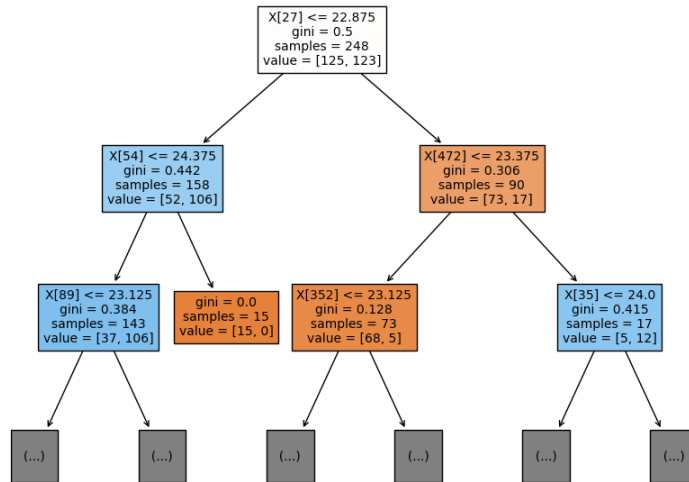 X[27] <= 22.875
gini = 0.5
samples = 248
value = [125, 123]
X[54] <= 24.375
gini = 0.442
samples = 158
value = [52, 106]
X[472] <= 23.375
gini = 0.306
samples = 90
value = [73, 17]
X[89] <= 23.125
gini = 0.384
samples = 143
value = [37, 106]
gini = 0.0
samples = 15
value = [15, 0]
X[352] <= 23.125
gini = 0.128
samples = 73
value = [68, 5]
X[35] <= 24.0
gini = 0.415
samples = 17
value = [5, 12]
(...)
(...)
(...)
(...)
(...)
(...)